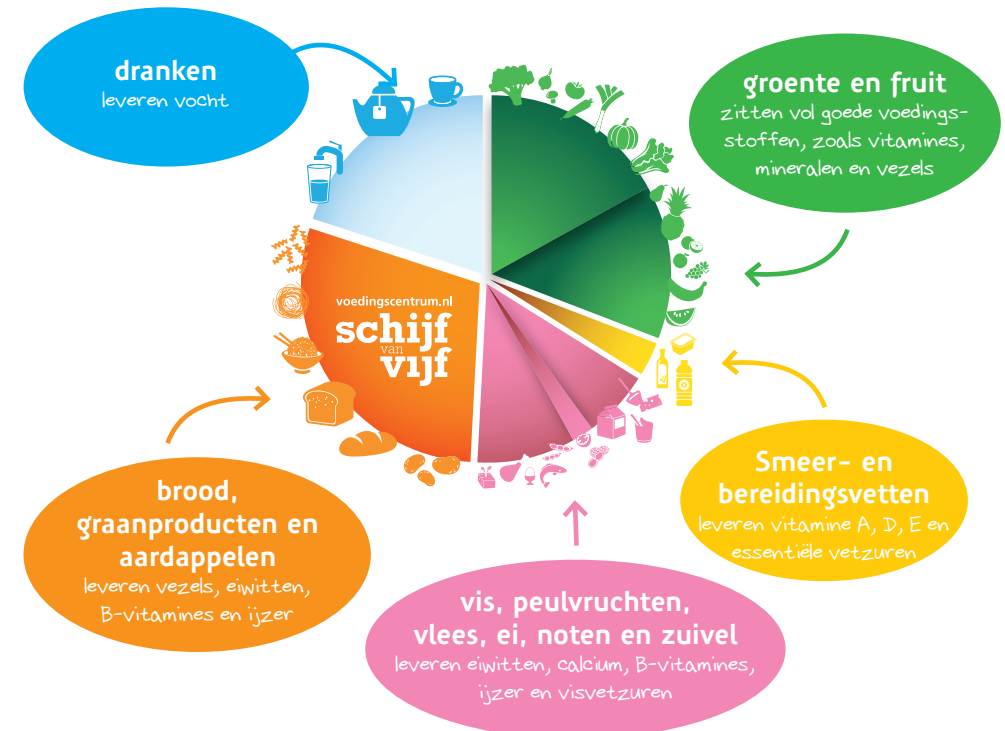 dranken
leveren vocht
groente en fruit
zitten vol goede voedings-
stoffen, zoals vitamines,
mineralen en vezels
voedingscentrum.nl
schijf
van
vijf
Smeer- en
bereidingsvetten
leveren vitamine A, D, E en
essentiële vetzuren
brood,
graanproducten en
aardappelen
leveren vezels, eiwitten,
B-vitamines en ijzer
vis, peulvruchten,
vlees, ei, noten en zuivel
leveren eiwitten, calcium, B-vitamines,
ijzer en visvetzuren